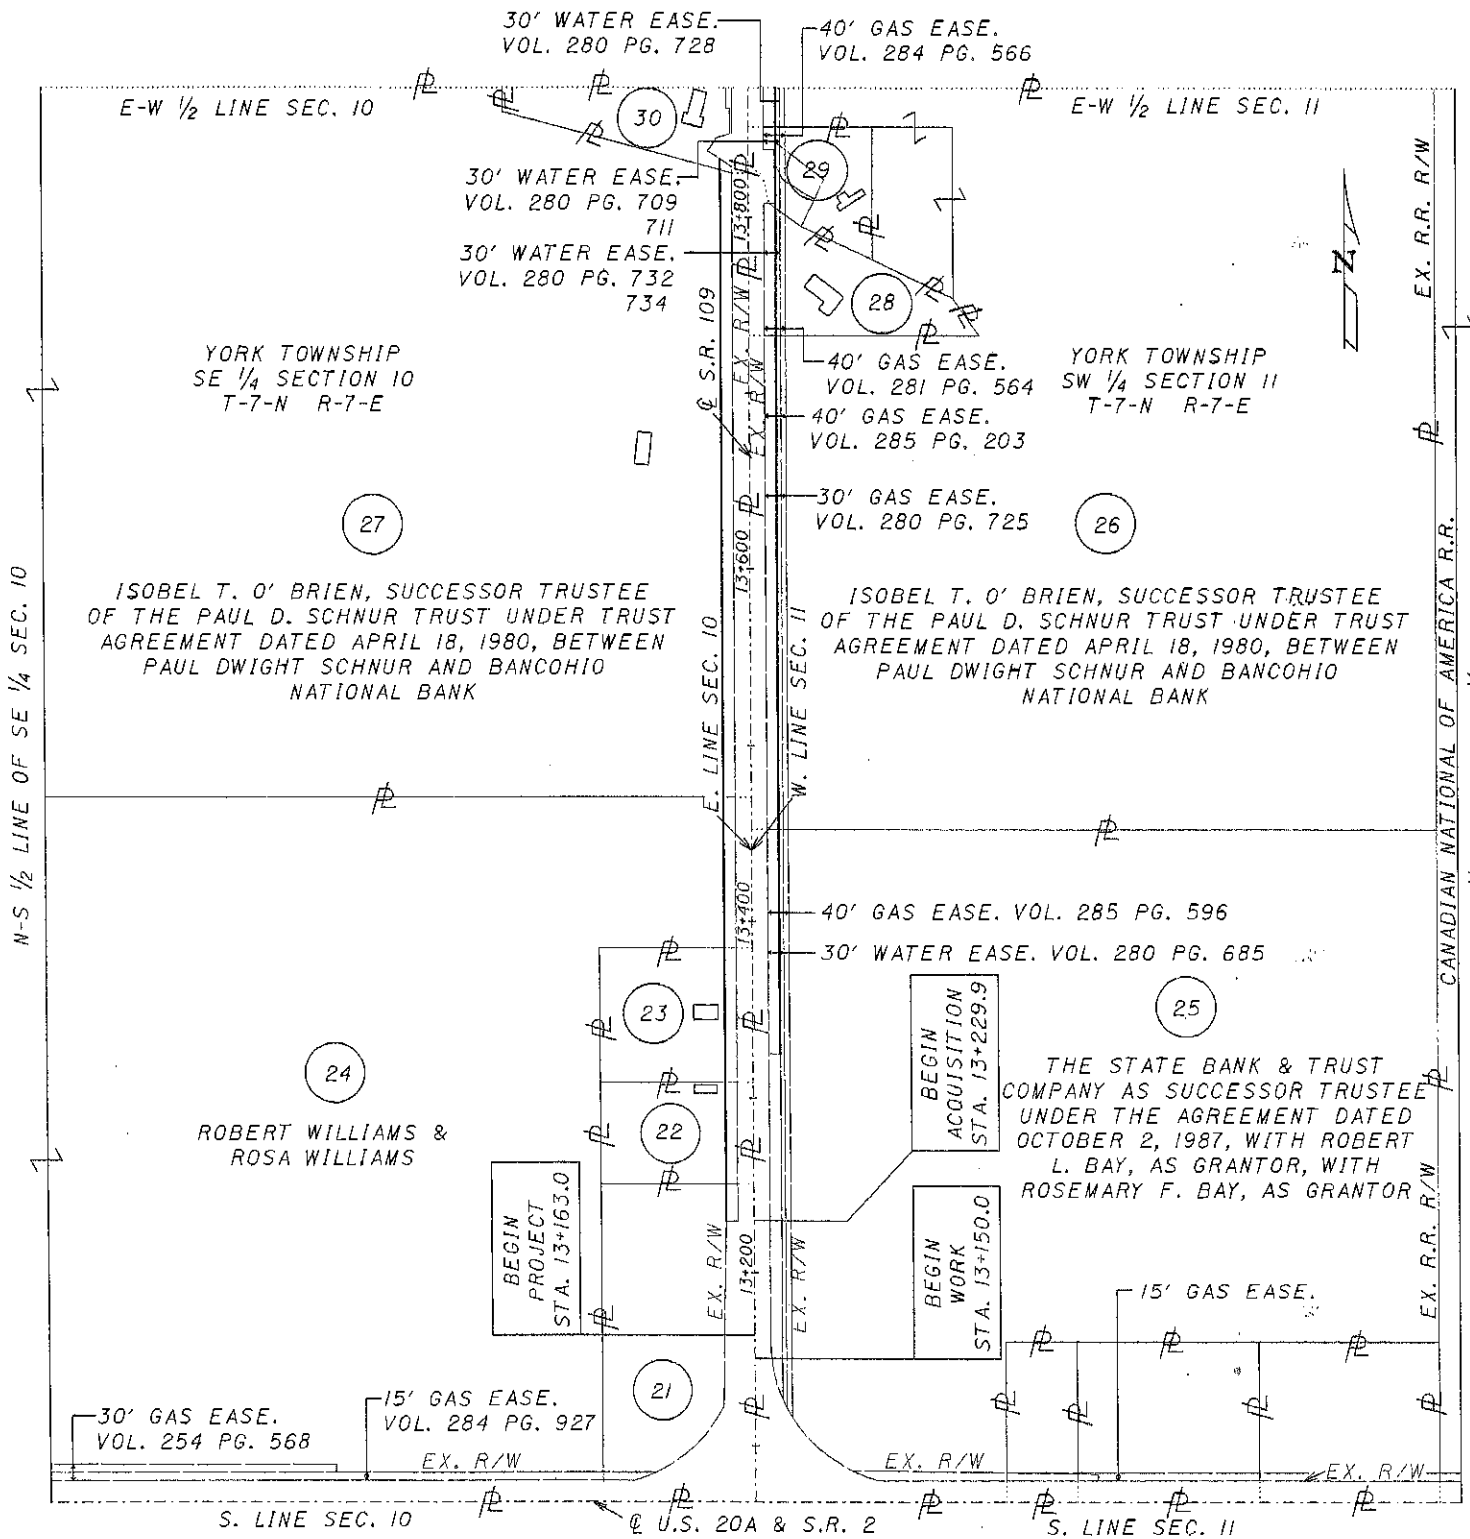 30' WATER EASE.
VOL. 280 PG. 728
40' GAS EASE.
VOL. 284 PG. 566
E-W 1/2 LINE SEC. 10
E-W 1/2 LINE SEC. 11
30
29
30' WATER EASE.
VOL. 280 PG. 709
711
30' WATER EASE.
VOL. 280 PG. 732
734
28
13+800
EX. R/W
EX. R/W
℄ S.R. 109
N
EX. R.R. R/W
YORK TOWNSHIP
SE 1/4 SECTION 10
T-7-N R-7-E
40' GAS EASE.
VOL. 281 PG. 564
YORK TOWNSHIP
SW 1/4 SECTION 11
T-7-N R-7-E
40' GAS EASE.
VOL. 285 PG. 203
30' GAS EASE.
VOL. 280 PG. 725
27
26
13+600
ISOBEL T. O' BRIEN, SUCCESSOR TRUSTEE
OF THE PAUL D. SCHNUR TRUST UNDER TRUST
AGREEMENT DATED APRIL 18, 1980, BETWEEN
PAUL DWIGHT SCHNUR AND BANCOHIO
NATIONAL BANK
ISOBEL T. O' BRIEN, SUCCESSOR TRUSTEE
OF THE PAUL D. SCHNUR TRUST UNDER TRUST
AGREEMENT DATED APRIL 18, 1980, BETWEEN
PAUL DWIGHT SCHNUR AND BANCOHIO
NATIONAL BANK
N-S 1/2 LINE OF SE 1/4 SEC. 10
E. LINE SEC. 10
W. LINE SEC. 11
CANADIAN NATIONAL OF AMERICA R.R.
13+400
40' GAS EASE. VOL. 285 PG. 596
30' WATER EASE. VOL. 280 PG. 685
23
25
BEGIN
ACQUISITION
STA. 13+229.9
24
22
ROBERT WILLIAMS &
ROSA WILLIAMS
THE STATE BANK & TRUST
COMPANY AS SUCCESSOR TRUSTEE
UNDER THE AGREEMENT DATED
OCTOBER 2, 1987, WITH ROBERT
L. BAY, AS GRANTOR, WITH
ROSEMARY F. BAY, AS GRANTOR
BEGIN
PROJECT
STA. 13+163.0
BEGIN
WORK
STA. 13+150.0
EX. R/W
13+200
EX. R/W
EX. R.R. R/W
15' GAS EASE.
21
30' GAS EASE.
VOL. 254 PG. 568
15' GAS EASE.
VOL. 284 PG. 927
EX. R/W
EX. R/W
EX. R/W
S. LINE SEC. 10
℄ U.S. 20A & S.R. 2
S. LINE SEC. 11